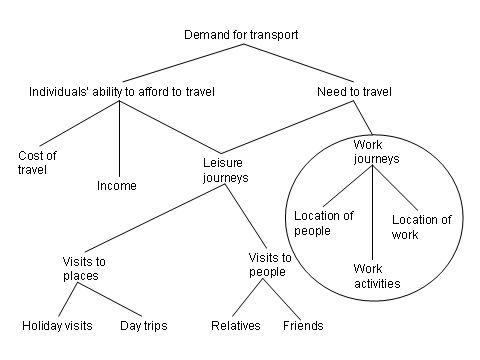 Demand for transport
Individuals' ability to afford to travel
Need to travel
Cost of
travel
Income
Leisure
journeys
Work
journeys
Location of
people
Location of
work
Work
activities
Visits to
places
Visits to
people
Holiday visits
Day trips
Relatives
Friends